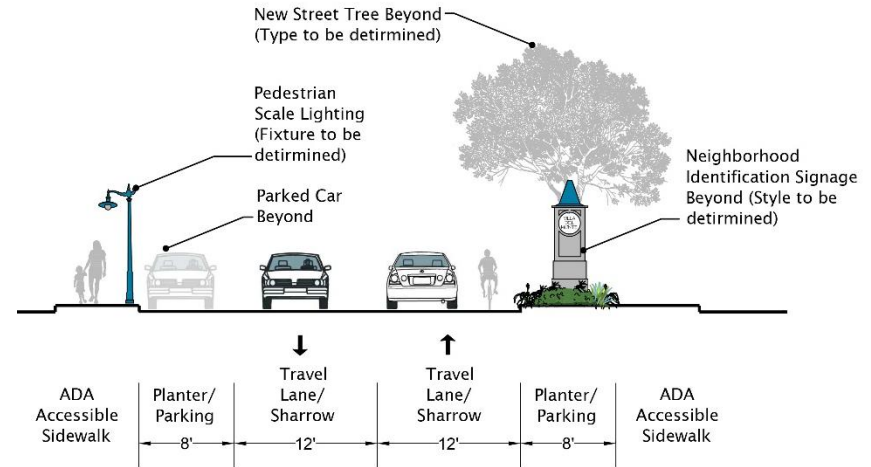 New Street Tree Beyond
(Type to be detirmined)
Pedestrian
Scale Lighting
(Fixture to be
detirmined)
Parked Car
Beyond
Neighborhood
Identification Signage
Beyond (Style to be
detirmined)
ADA
Accessible
Sidewalk
Planter/
Parking
8'
Travel
Lane/
Sharrow
12'
Travel
Lane/
Sharrow
12'
Planter/
Parking
8'
ADA
Accessible
Sidewalk